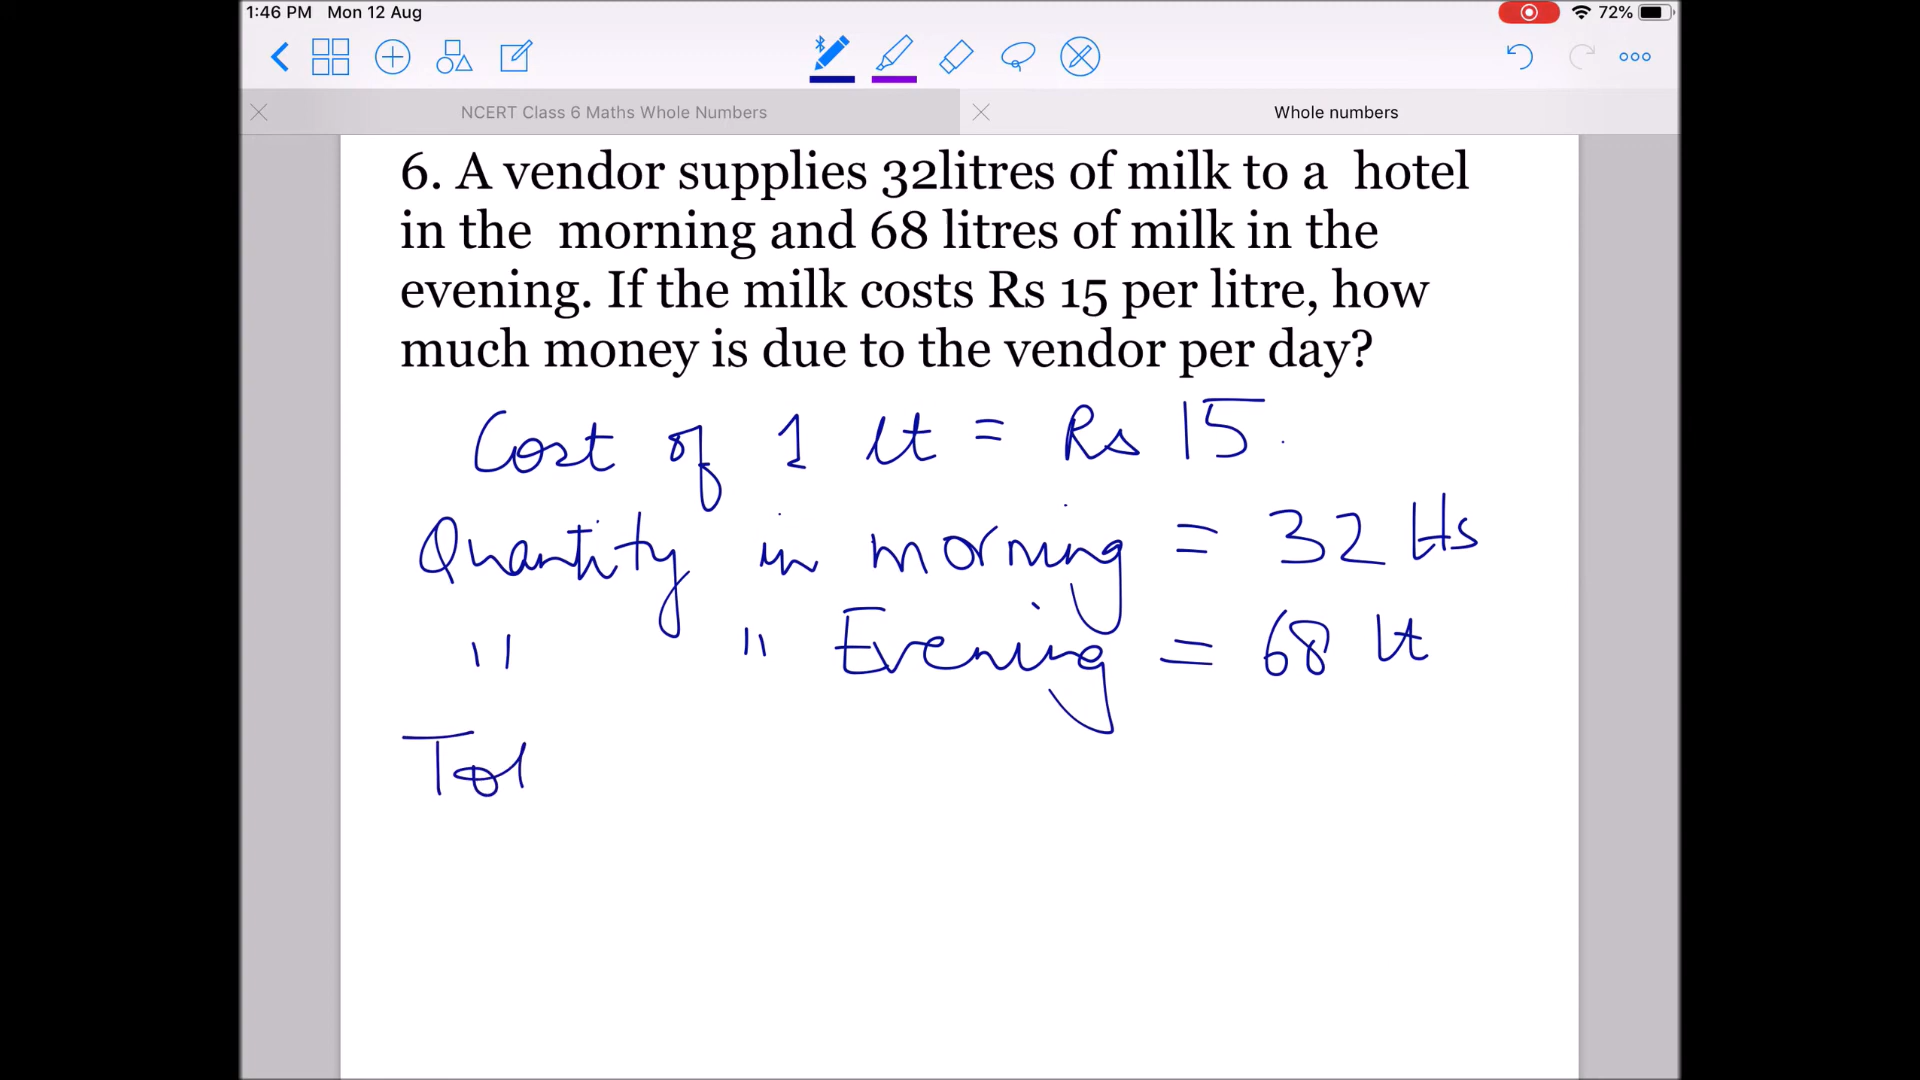 1:46 PM Mon 12 Aug 72%
NCERT Class 6 Maths Whole Numbers Whole numbers
6. A vendor supplies 32litres of milk to a hotel
in the morning and 68 litres of milk in the
evening. If the milk costs Rs 15 per litre, how
much money is due to the vendor per day?
Cost of 1 lt = Rs 15.
Quantity in morning = 32 lts
" " Evening = 68 lt
Tot